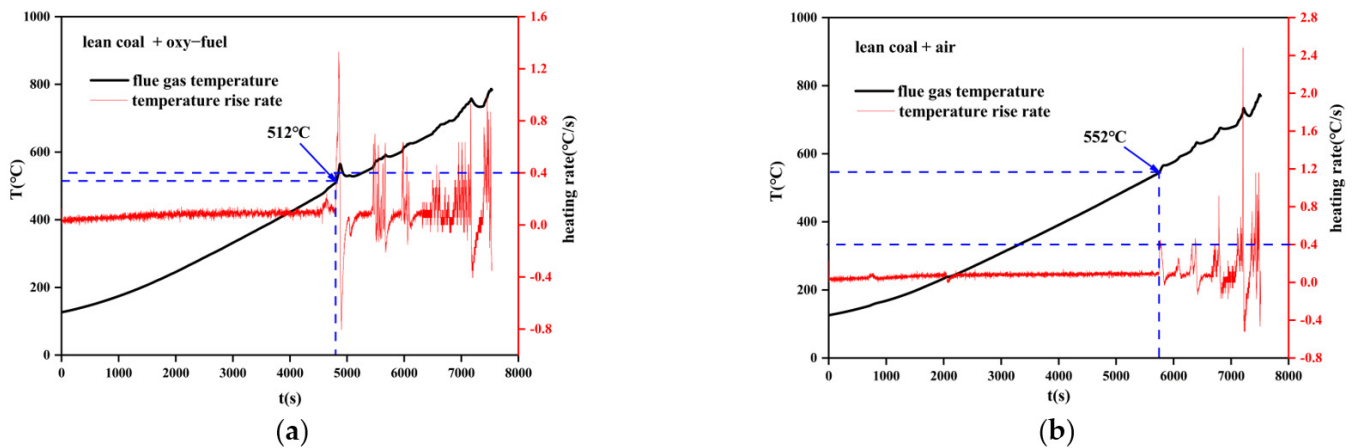 lean coal + oxy−fuel
flue gas temperature
temperature rise rate
512℃
T(℃)
1000
800
600
400
200
0
1.6
1.2
0.8
0.4
0.0
-0.4
-0.8
heating rate(℃/s)
0 1000 2000 3000 4000 5000 6000 7000 8000
t(s)
(a)
lean coal + air
flue gas temperature
temperature rise rate
552℃
T(℃)
1000
800
600
400
200
0
2.8
2.4
2.0
1.6
1.2
0.8
0.4
0.0
-0.4
-0.8
heating rate(℃/s)
0 1000 2000 3000 4000 5000 6000 7000 8000
t(s)
(b)